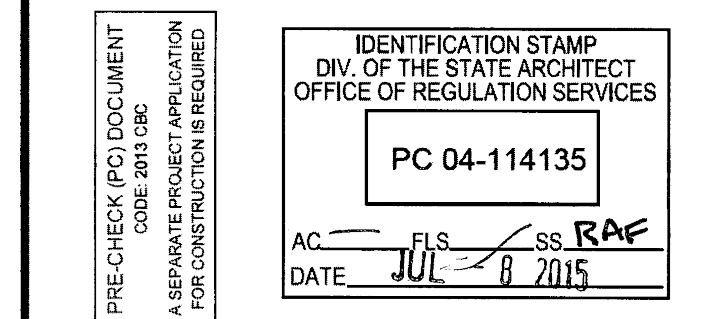 PRE-CHECK (PC) DOCUMENT
CODE: 2013 CBC
A SEPARATE PROJECT APPLICATION
FOR CONSTRUCTION IS REQUIRED
IDENTIFICATION STAMP
DIV. OF THE STATE ARCHITECT
OFFICE OF REGULATION SERVICES
PC 04-114135
AC FLS SS RAF
DATE JUL - 8 2015